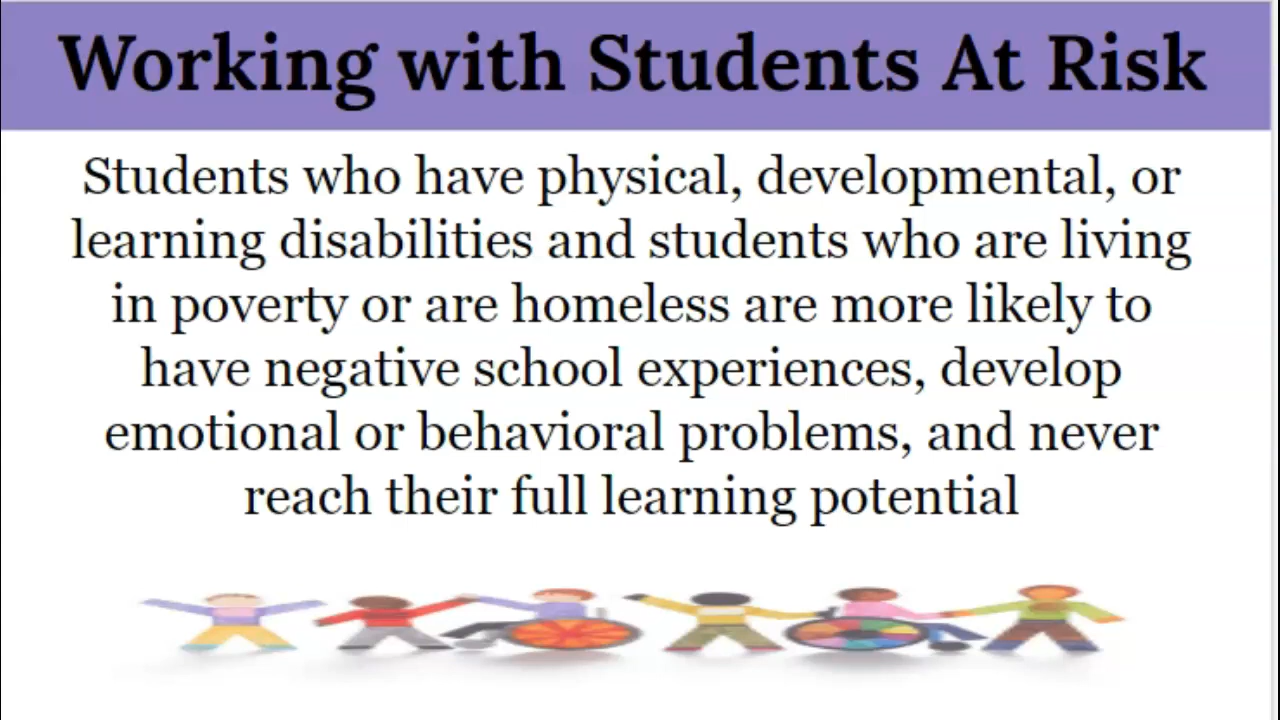 Working with Students At Risk
Students who have physical, developmental, or
learning disabilities and students who are living
in poverty or are homeless are more likely to
have negative school experiences, develop
emotional or behavioral problems, and never
reach their full learning potential